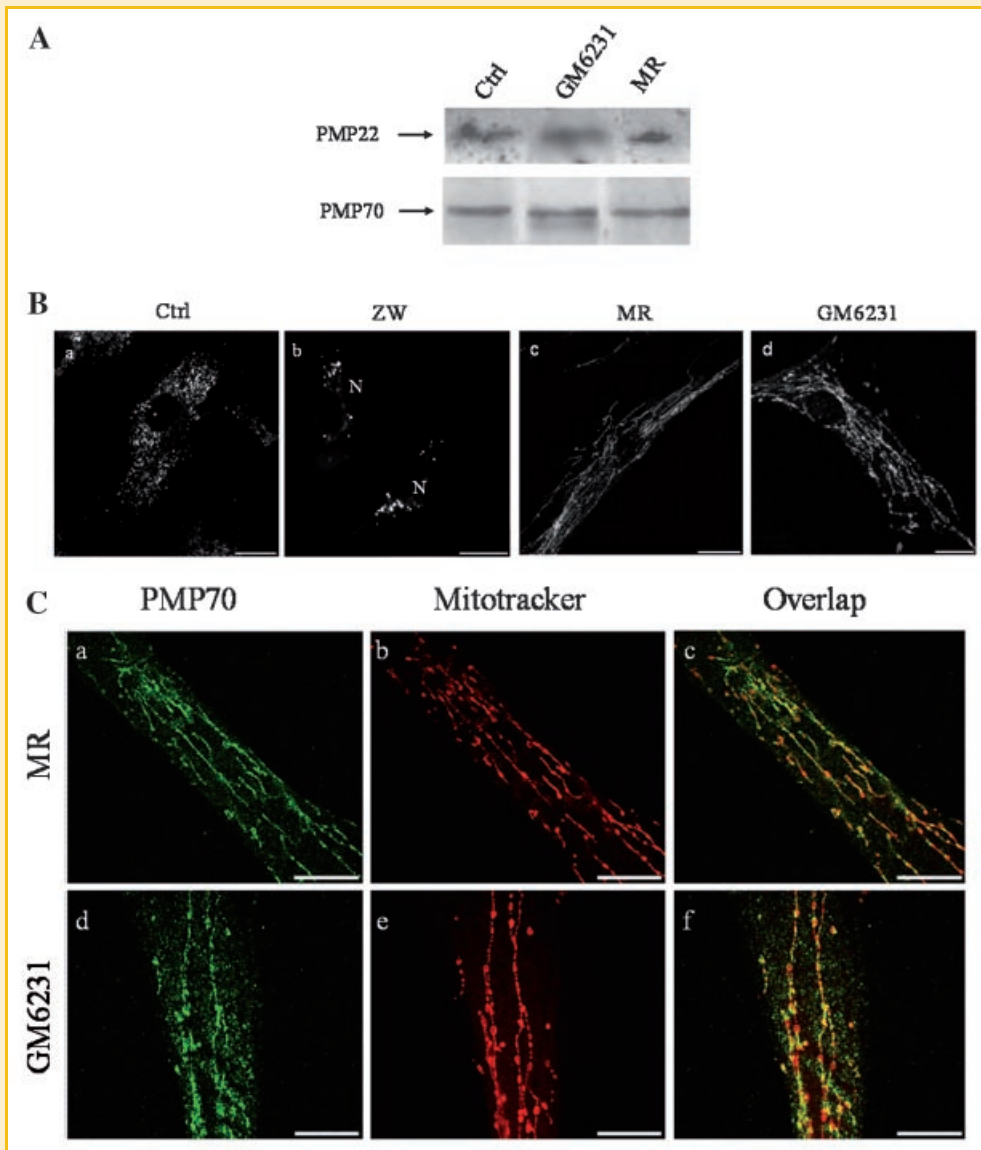 A
Ctrl GM6231 MR
PMP22
PMP70
B
Ctrl ZW MR GM6231
a b c d
N
N
C
PMP70 Mitotracker Overlap
MR
a b c
GM6231
d e f